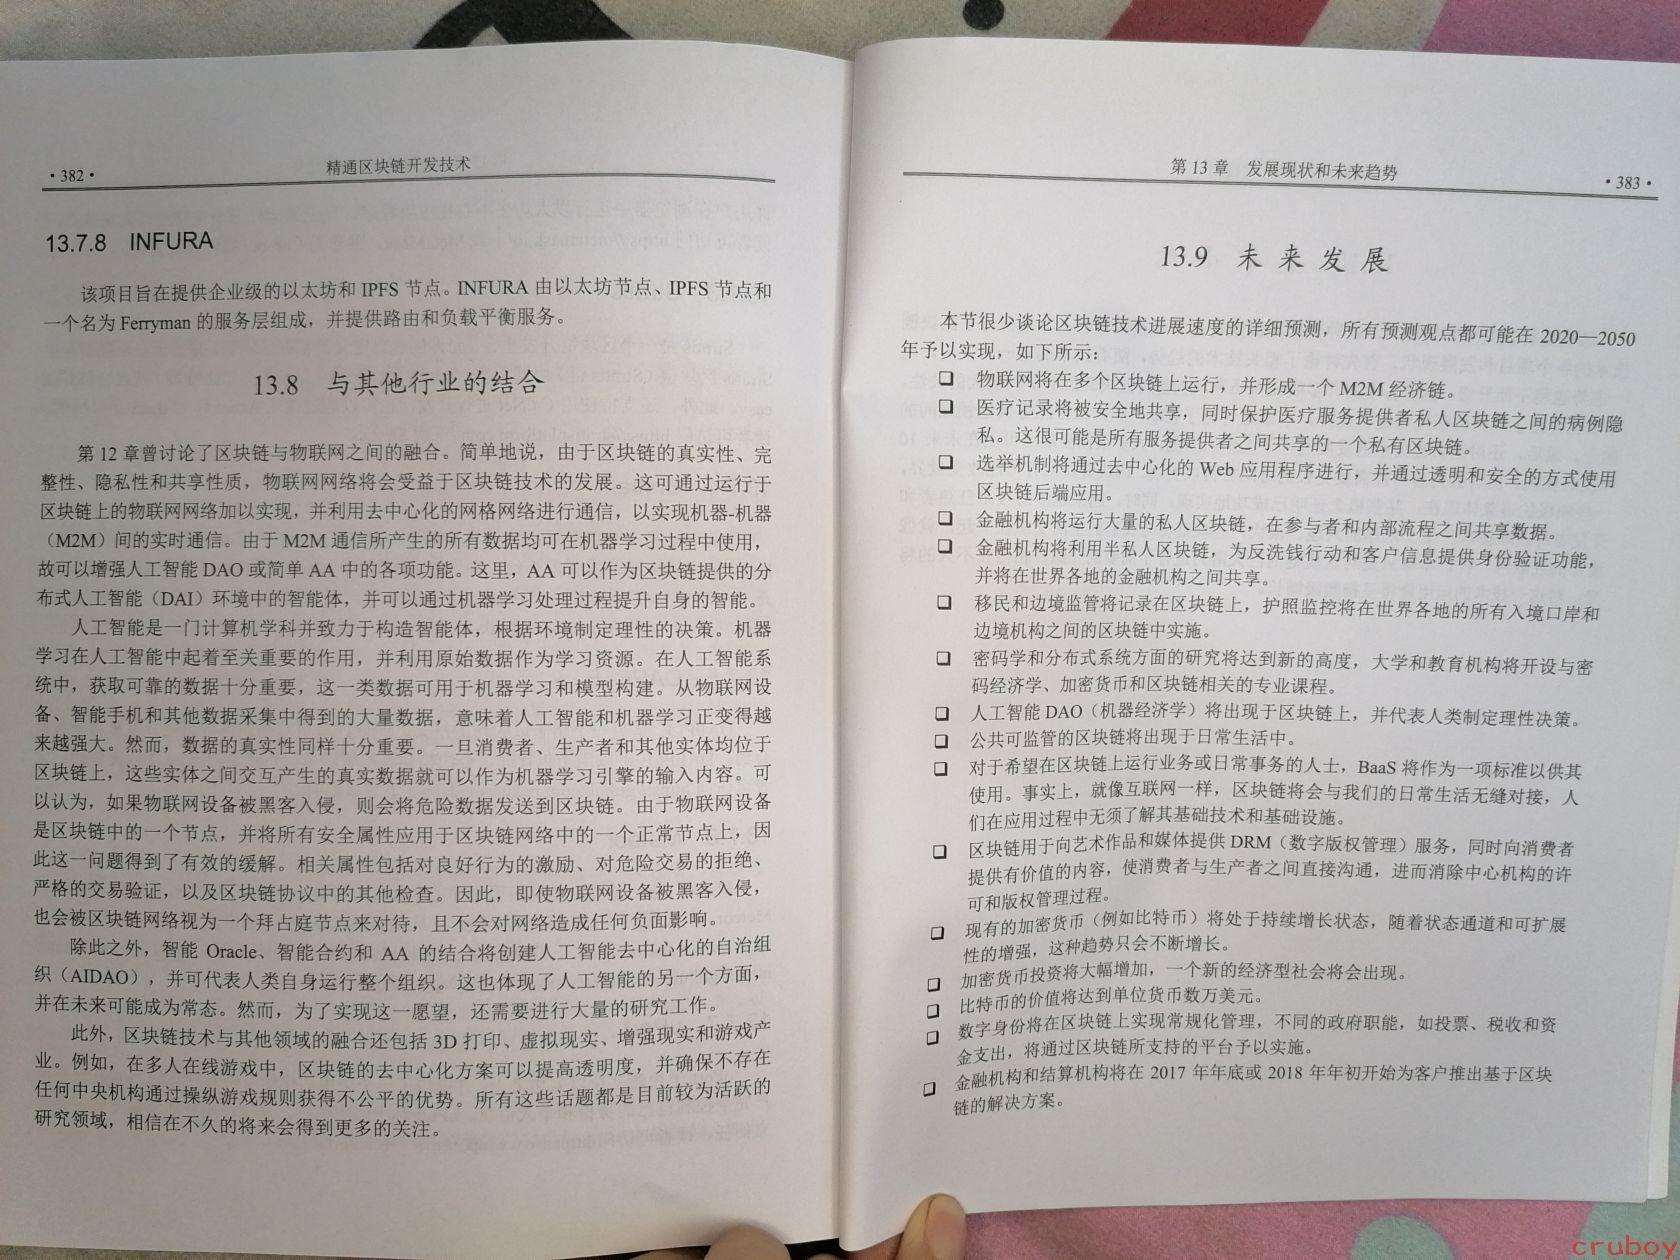 ·382·
精通区块链开发技术
13.7.8 INFURA
该项目旨在提供企业级的以太坊和 IPFS 节点。INFURA 由以太坊节点、IPFS 节点和
一个名为 Ferryman 的服务层组成，并提供路由和负载平衡服务。
13.8 与其他行业的结合
第 12 章曾讨论了区块链与物联网之间的融合。简单地说，由于区块链的真实性、完
整性、隐私性和共享性质，物联网网络将会受益于区块链技术的发展。这可通过运行于
区块链上的物联网网络加以实现，并利用去中心化的网格网络进行通信，以实现机器-机器
（M2M）间的实时通信。由于 M2M 通信所产生的所有数据均可在机器学习过程中使用，
故可以增强人工智能 DAO 或简单 AA 中的各项功能。这里，AA 可以作为区块链提供的分
布式人工智能（DAI）环境中的智能体，并可以通过机器学习处理过程提升自身的智能。
人工智能是一门计算机学科并致力于构造智能体，根据环境制定理性的决策。机器
学习在人工智能中起着至关重要的作用，并利用原始数据作为学习资源。在人工智能系
统中，获取可靠的数据十分重要，这一类数据可用于机器学习和模型构建。从物联网设
备、智能手机和其他数据采集中得到的大量数据，意味着人工智能和机器学习正变得越
来越强大。然而，数据的真实性同样十分重要。一旦消费者、生产者和其他实体均位于
区块链上，这些实体之间交互产生的真实数据就可以作为机器学习引擎的输入内容。可
以认为，如果物联网设备被黑客入侵，则会将危险数据发送到区块链。由于物联网设备
是区块链中的一个节点，并将所有安全属性应用于区块链网络中的一个正常节点上，因
此这一问题得到了有效的缓解。相关属性包括对良好行为的激励、对危险交易的拒绝、
严格的交易验证，以及区块链协议中的其他检查。因此，即使物联网设备被黑客入侵，
也会被区块链网络视为一个拜占庭节点来对待，且不会对网络造成任何负面影响。
除此之外，智能 Oracle、智能合约和 AA 的结合将创建人工智能去中心化的自治组
织（AIDAO），并可代表人类自身运行整个组织。这也体现了人工智能的另一个方面，
并在未来可能成为常态。然而，为了实现这一愿望，还需要进行大量的研究工作。
此外，区块链技术与其他领域的融合还包括 3D 打印、虚拟现实、增强现实和游戏产
业。例如，在多人在线游戏中，区块链的去中心化方案可以提高透明度，并确保不存在
任何中央机构通过操纵游戏规则获得不公平的优势。所有这些话题都是目前较为活跃的
研究领域，相信在不久的将来会得到更多的关注。
第 13 章 发展现状和未来趋势
·383·
13.9 未来发展
本节很少谈论区块链技术进展速度的详细预测，所有预测观点都可能在 2020—2050
年予以实现，如下所示：
❏ 物联网将在多个区块链上运行，并形成一个 M2M 经济链。
❏ 医疗记录将被安全地共享，同时保护医疗服务提供者私人区块链之间的病例隐
私。这很可能是所有服务提供者之间共享的一个私有区块链。
❏ 选举机制将通过去中心化的 Web 应用程序进行，并通过透明和安全的方式使用
区块链后端应用。
❏ 金融机构将运行大量的私人区块链，在参与者和内部流程之间共享数据。
❏ 金融机构将利用半私人区块链，为反洗钱行动和客户信息提供身份验证功能，
并将在世界各地的金融机构之间共享。
❏ 移民和边境监管将记录在区块链上，护照监控将在世界各地的所有入境口岸和
边境机构之间的区块链中实施。
❏ 密码学和分布式系统方面的研究将达到新的高度，大学和教育机构将开设与密
码经济学、加密货币和区块链相关的专业课程。
❏ 人工智能 DAO（机器经济学）将出现于区块链上，并代表人类制定理性决策。
❏ 公共可监管的区块链将出现于日常生活中。
❏ 对于希望在区块链上运行业务或日常事务的人士，BaaS 将作为一项标准以供其
使用。事实上，就像互联网一样，区块链将会与我们的日常生活无缝对接，人
们在应用过程中无须了解其基础技术和基础设施。
❏ 区块链用于向艺术作品和媒体提供 DRM（数字版权管理）服务，同时向消费者
提供有价值的内容，使消费者与生产者之间直接沟通，进而消除中心机构的许
可和版权管理过程。
❏ 现有的加密货币（例如比特币）将处于持续增长状态，随着状态通道和可扩展
性的增强，这种趋势只会不断增长。
❏ 加密货币投资将大幅增加，一个新的经济型社会将会出现。
❏ 比特币的价值将达到单位货币数万美元。
❏ 数字身份将在区块链上实现常规化管理，不同的政府职能，如投票、税收和资
金支出，将通过区块链所支持的平台予以实施。
❏ 金融机构和结算机构将在 2017 年年底或 2018 年年初开始为客户推出基于区块
链的解决方案。
cruboy